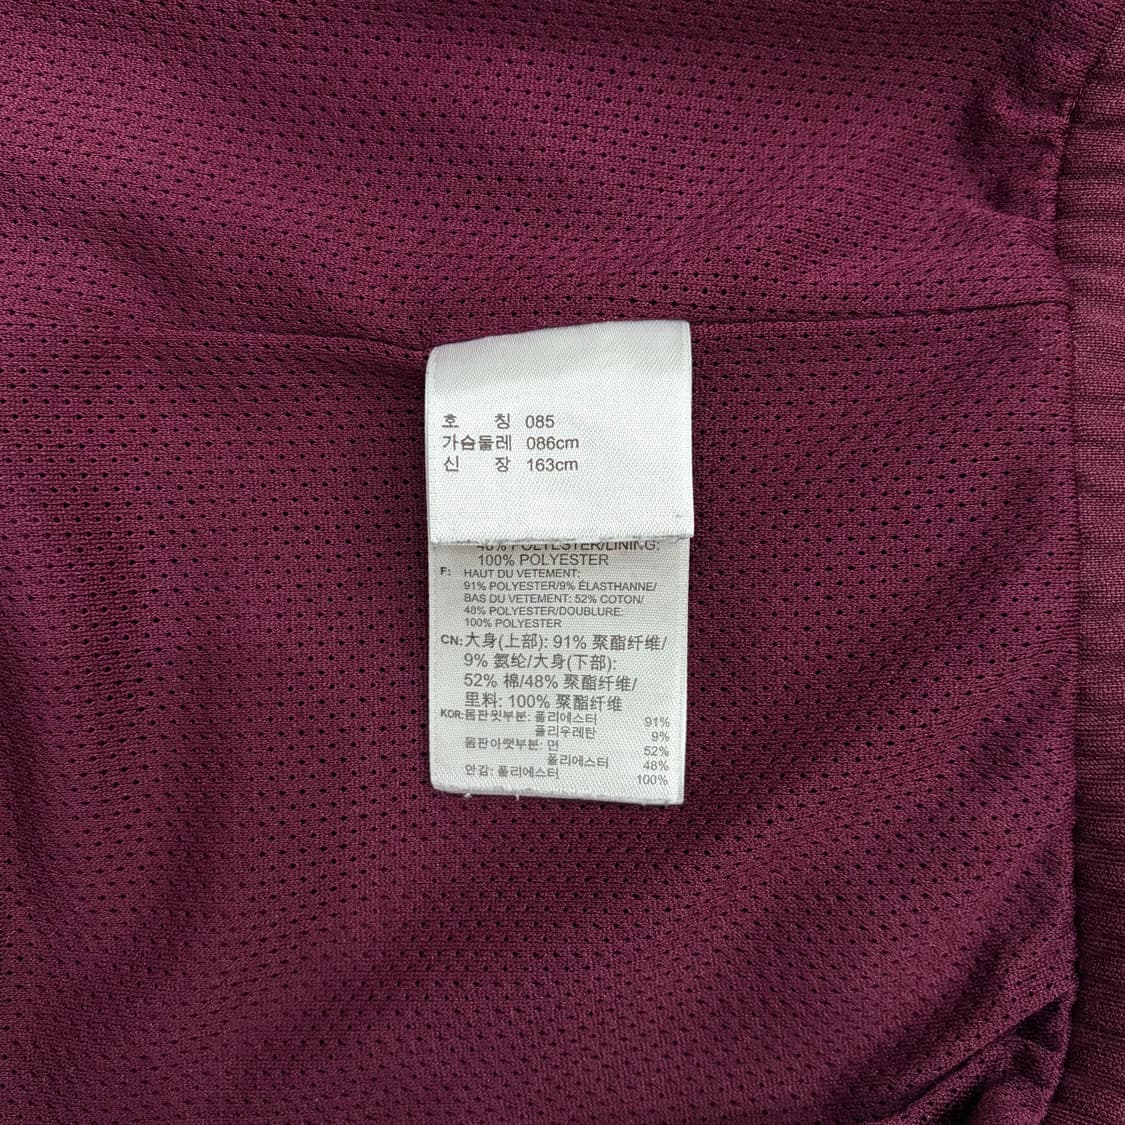 호 칭 085
가슴둘레 086cm
신 장 163cm
48% POLYESTER/LINING:
100% POLYESTER
F: HAUT DU VETEMENT:
91% POLYESTER/9% ÉLASTHANNE/
BAS DU VETEMENT: 52% COTON/
48% POLYESTER/DOUBLURE:
100% POLYESTER
CN: 大身(上部): 91% 聚酯纤维/
9% 氨纶/大身(下部):
52% 棉/48% 聚酯纤维/
里料: 100% 聚酯纤维
KOR: 몸판윗부분: 폴리에스터 91%
폴리우레탄 9%
몸판아랫부분: 면 52%
폴리에스터 48%
안감: 폴리에스터 100%